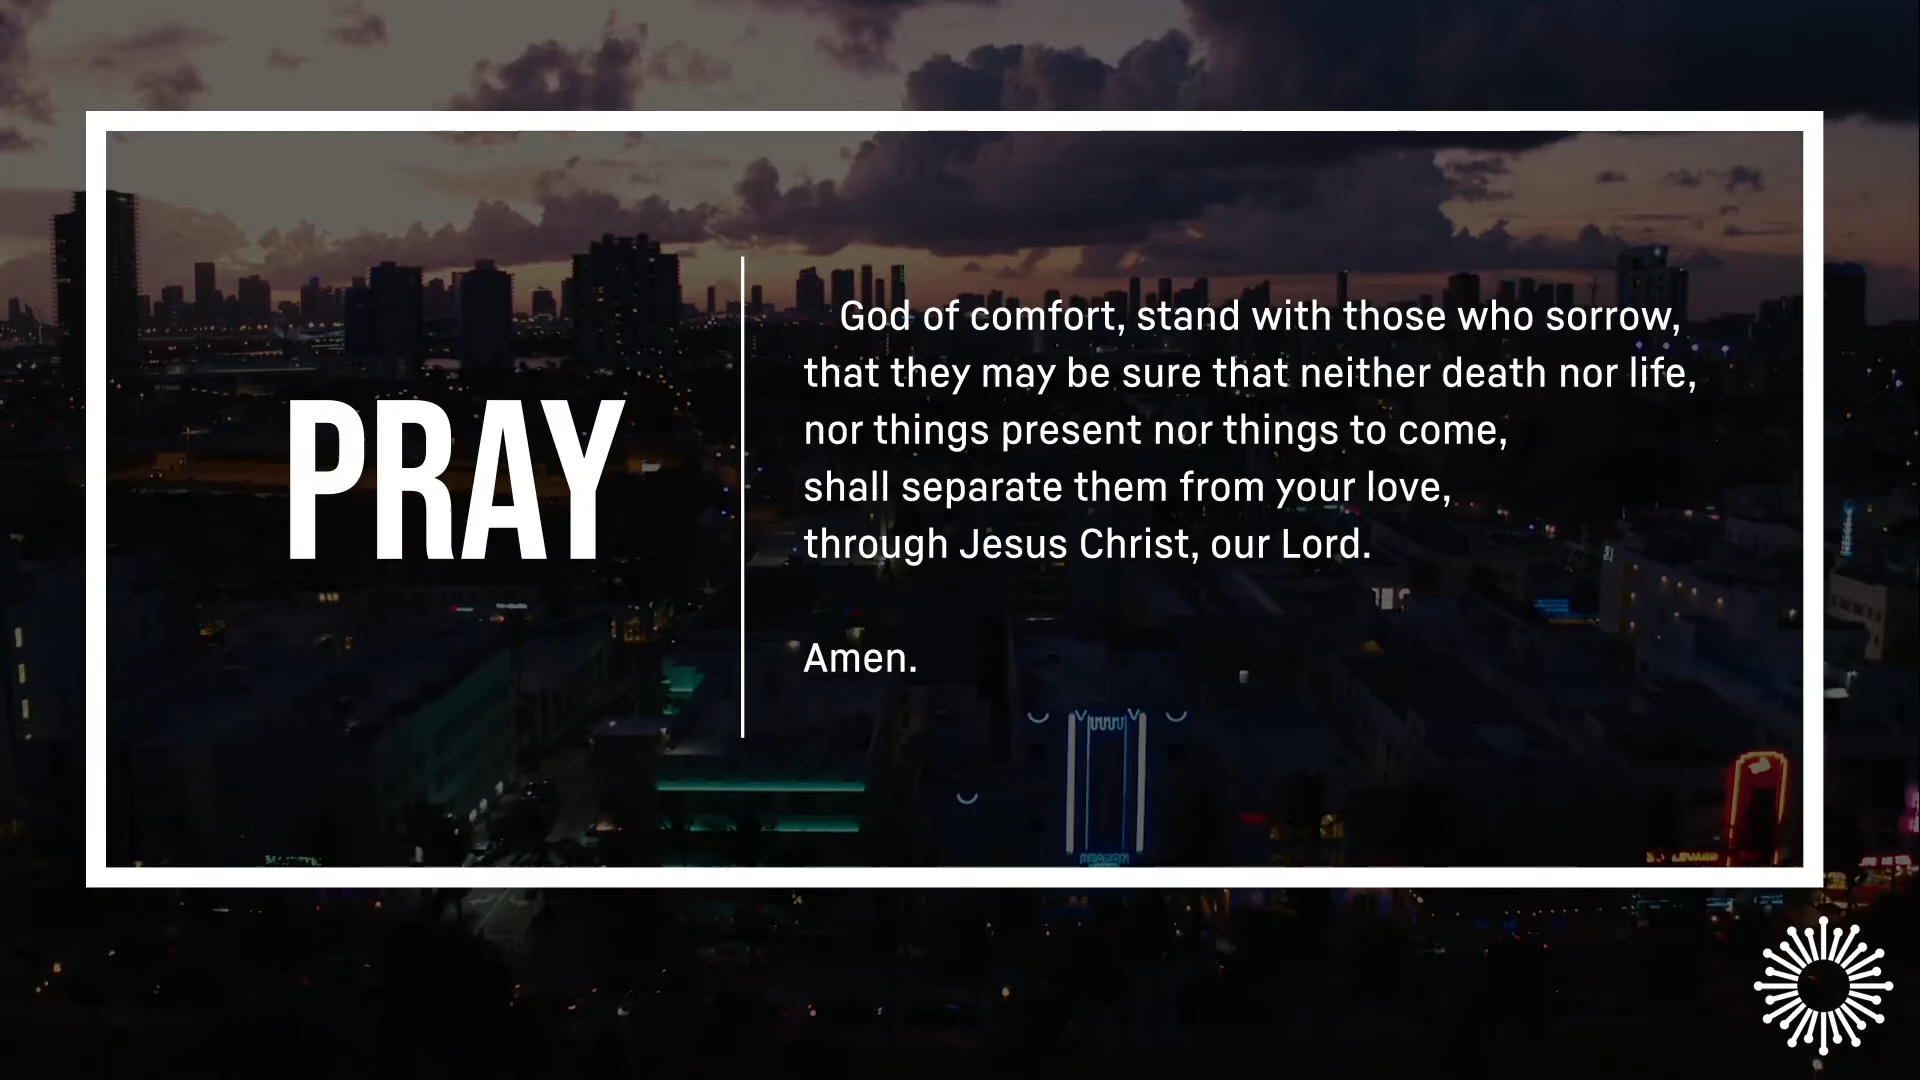 PRAY
God of comfort, stand with those who sorrow,
that they may be sure that neither death nor life,
nor things present nor things to come,
shall separate them from your love,
through Jesus Christ, our Lord.
Amen.
BEACON